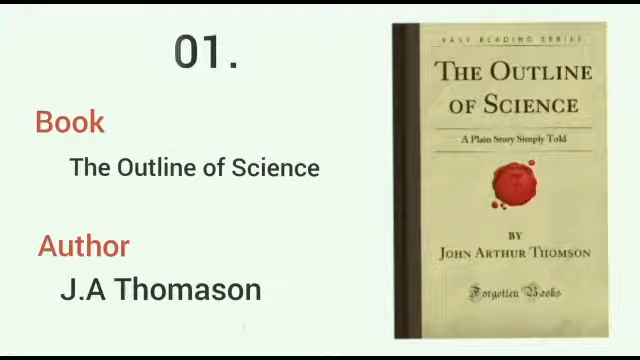 01.
Book
The Outline of Science
Author
J.A Thomason
EASY READING SERIES
THE OUTLINE
OF SCIENCE
A Plain Story Simply Told
BY
JOHN ARTHUR THOMSON
Forgotten Books